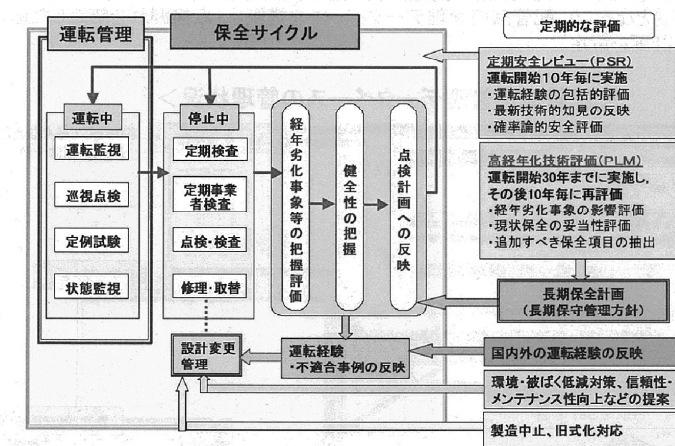 運転管理
保全サイクル
定期的な評価
運転中
運転監視
巡視点検
定例試験
状態監視
停止中
定期検査
定期事業
者検査
点検・検査
修理・取替
経年劣化事象等の把握評価
健全性の把握
点検計画への反映
定期安全レビュー(PSR)
運転開始10年毎に実施
・運転経験の包括的評価
・最新技術的知見の反映
・確率論的安全評価
高経年化技術評価(PLM)
運転開始30年までに実施し、
その後10年毎に再評価
・経年劣化事象の影響評価
・現状保全の妥当性評価
・追加すべき保全項目の抽出
長期保全計画
(長期保守管理方針)
設計変更
管理
運転経験
・不適合事例の反映
国内外の運転経験の反映
環境・被ばく低減対策、信頼性・
メンテナンス性向上などの提案
製造中止、旧式化対応